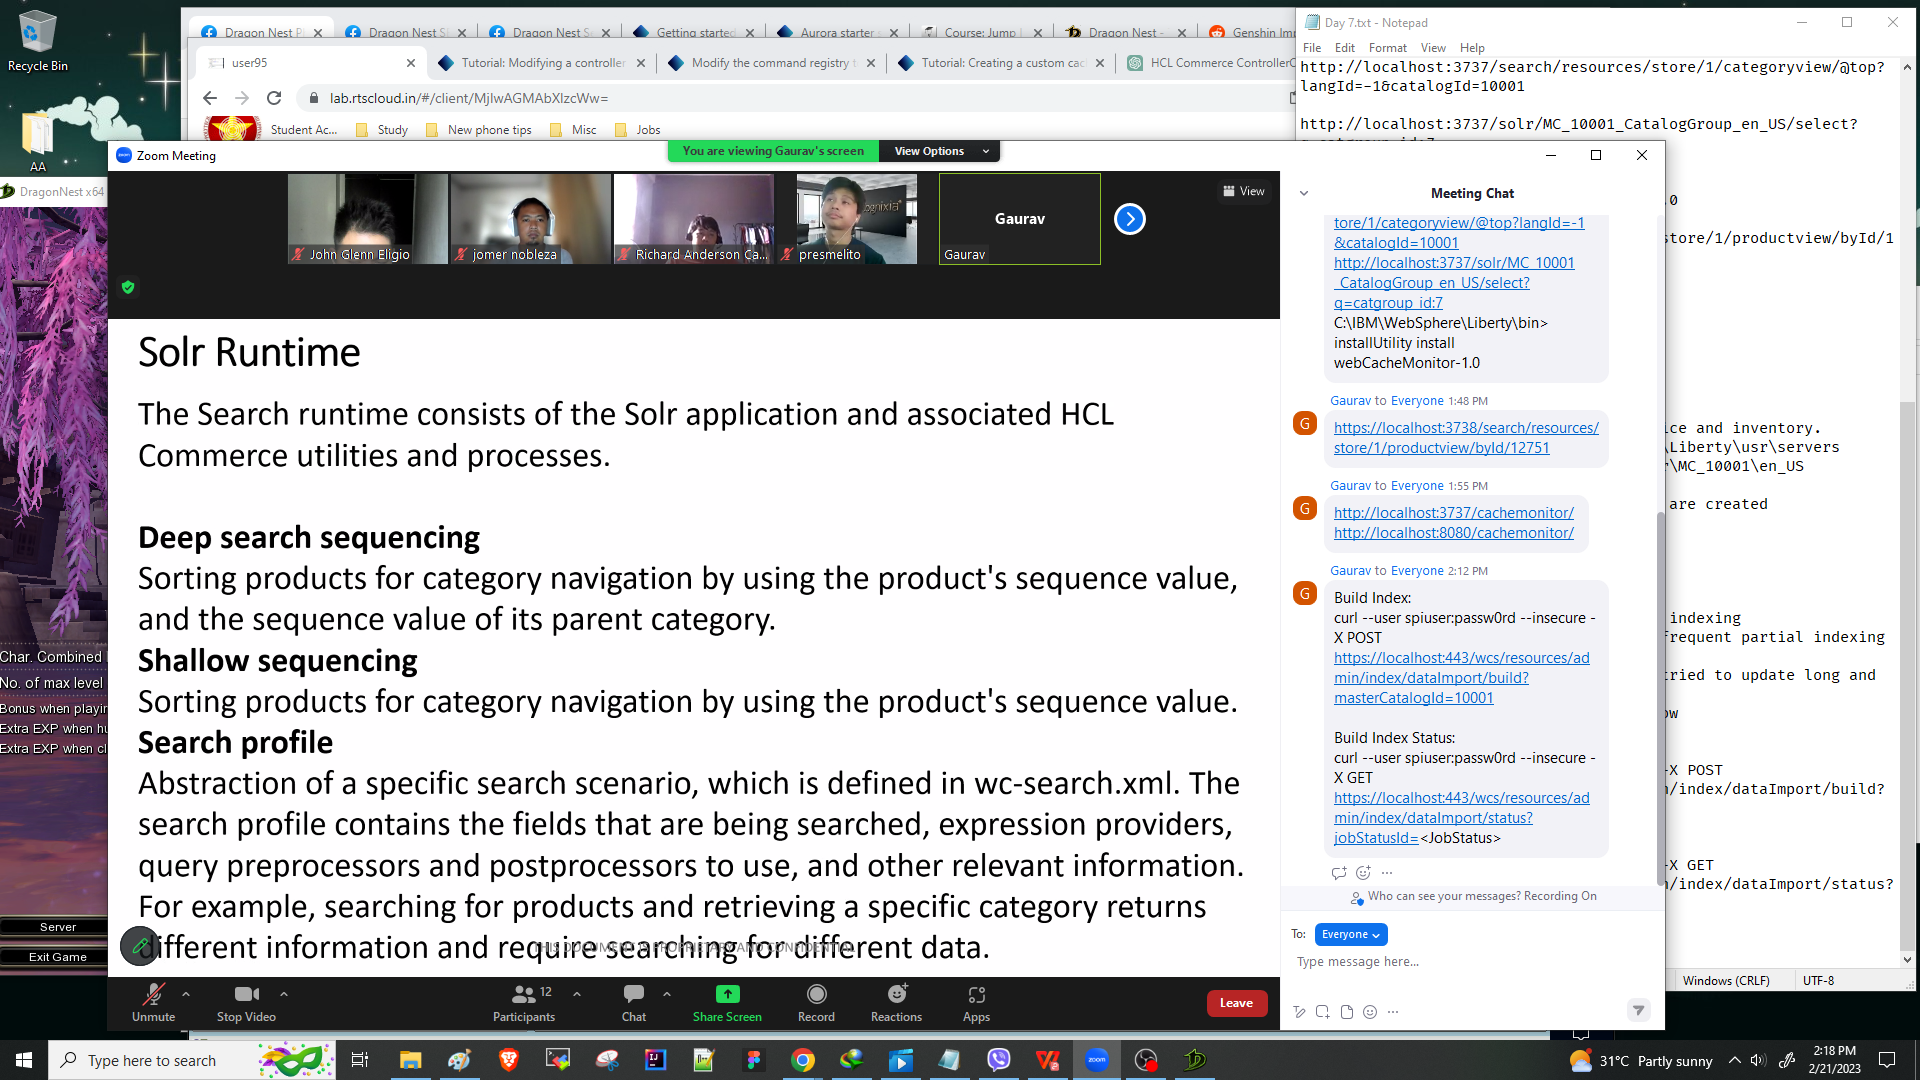 Recycle Bin
AA
DragonNest x64
Char. Combined
No. of max level
Bonus when playin
Extra EXP when hu
Extra EXP when cl
Server
Exit Game
Dragon Nest
Dragon Nest
Dragon Nest
Getting started
Aurora starter
Course: Jump
Dragon Nest -
Genshin Imp
user95
Tutorial: Modifying a controller
Modify the command registry
Tutorial: Creating a custom cac
HCL Commerce Controller
lab.rtscloud.in/#/client/
Student Ac...
Study
New phone tips
Misc
Jobs
Day 7.txt - Notepad
File Edit Format View Help
http://localhost:3737/search/resources/store/1/categoryview/@top?
langId=-1&catalogId=10001
http://localhost:3737/solr/MC_10001_CatalogGroup_en_US/select?
store/1/productview/byId/1
ice and inventory.
\Liberty\usr\servers
\MC_10001\en_US
are created
indexing
frequent partial indexing
tried to update long and
-X POST
n/index/dataImport/build?
-X GET
n/index/dataImport/status?
Windows (CRLF)
UTF-8
Zoom Meeting
You are viewing Gaurav's screen
View Options
View
John Glenn Eligio
jomer nobleza
Richard Anderson Ca...
presmelito
Gaurav
Gaurav
Solr Runtime
The Search runtime consists of the Solr application and associated HCL
Commerce utilities and processes.
Deep search sequencing
Sorting products for category navigation by using the product's sequence value,
and the sequence value of its parent category.
Shallow sequencing
Sorting products for category navigation by using the product's sequence value.
Search profile
Abstraction of a specific search scenario, which is defined in wc-search.xml. The
search profile contains the fields that are being searched, expression providers,
query preprocessors and postprocessors to use, and other relevant information.
For example, searching for products and retrieving a specific category returns
different information and require searching for different data.
THIS DOCUMENT IS PROPRIETARY AND CONFIDENTIAL
Meeting Chat
tore/1/categoryview/@top?langId=-1
&catalogId=10001
http://localhost:3737/solr/MC_10001
_CatalogGroup_en_US/select?
q=catgroup_id:7
C:\IBM\WebSphere\Liberty\bin>
installUtility install
webCacheMonitor-1.0
Gaurav to Everyone 1:48 PM
G
https://localhost:3738/search/resources/
store/1/productview/byId/12751
Gaurav to Everyone 1:55 PM
G
http://localhost:3737/cachemonitor/
http://localhost:8080/cachemonitor/
Gaurav to Everyone 2:12 PM
G
Build Index:
curl --user spiuser:passw0rd --insecure -
X POST
https://localhost:443/wcs/resources/ad
min/index/dataImport/build?
masterCatalogId=10001
Build Index Status:
curl --user spiuser:passw0rd --insecure -
X GET
https://localhost:443/wcs/resources/ad
min/index/dataImport/status?
jobStatusId=<JobStatus>
Who can see your messages? Recording On
To: Everyone
Type message here...
Unmute
Stop Video
Participants 12
Chat
Share Screen
Record
Reactions
Apps
Leave
Type here to search
zoom
31°C Partly sunny
2:18 PM
2/21/2023